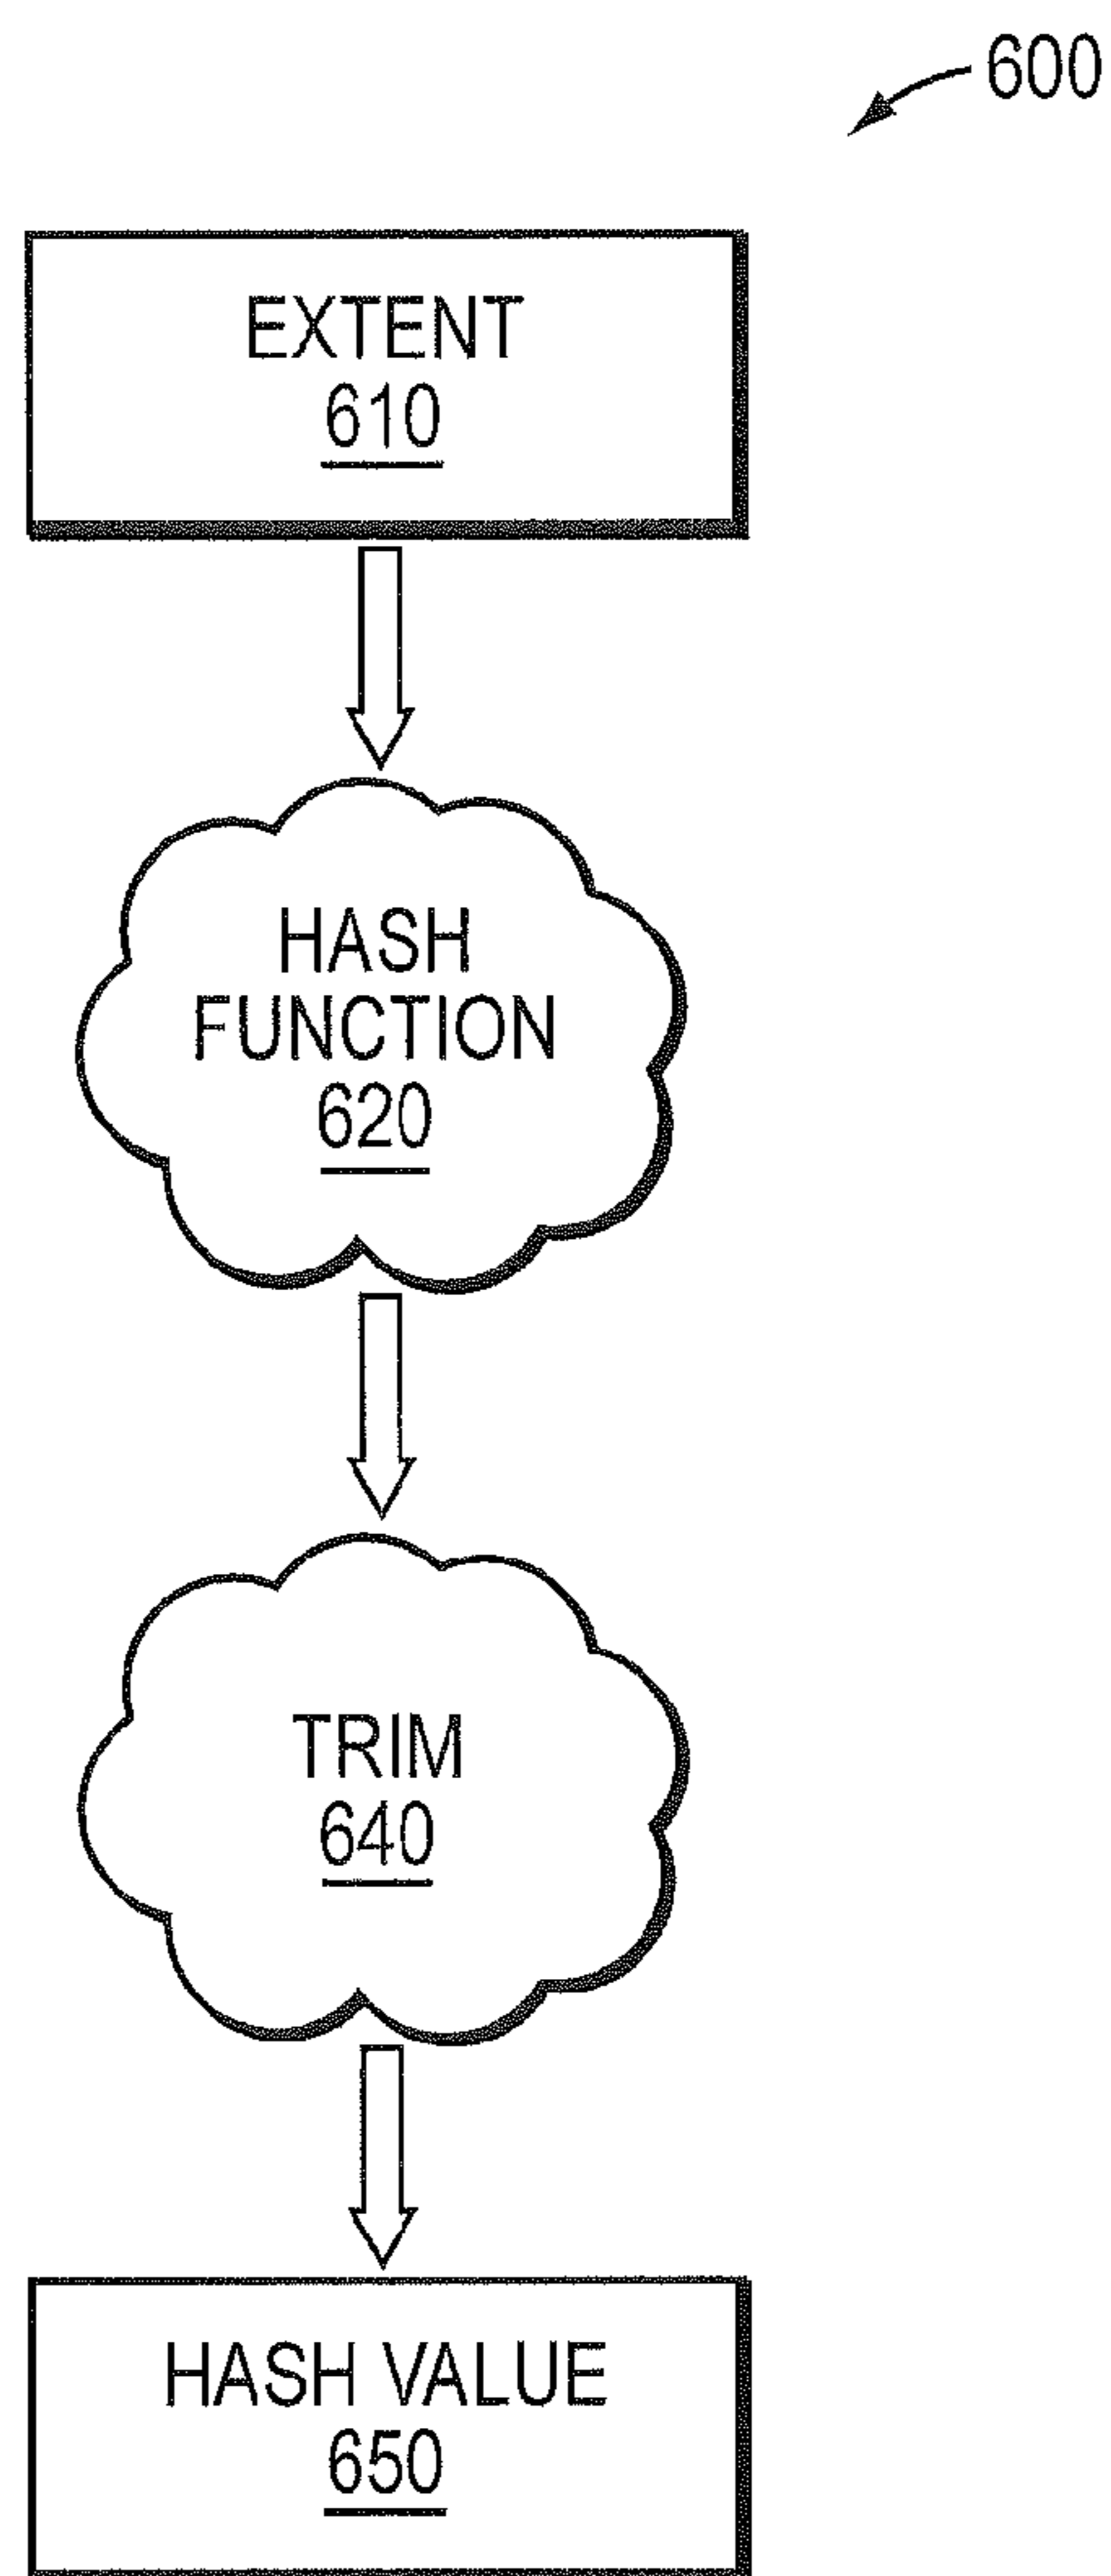 600
EXTENT
610
HASH
FUNCTION
620
TRIM
640
HASH VALUE
650